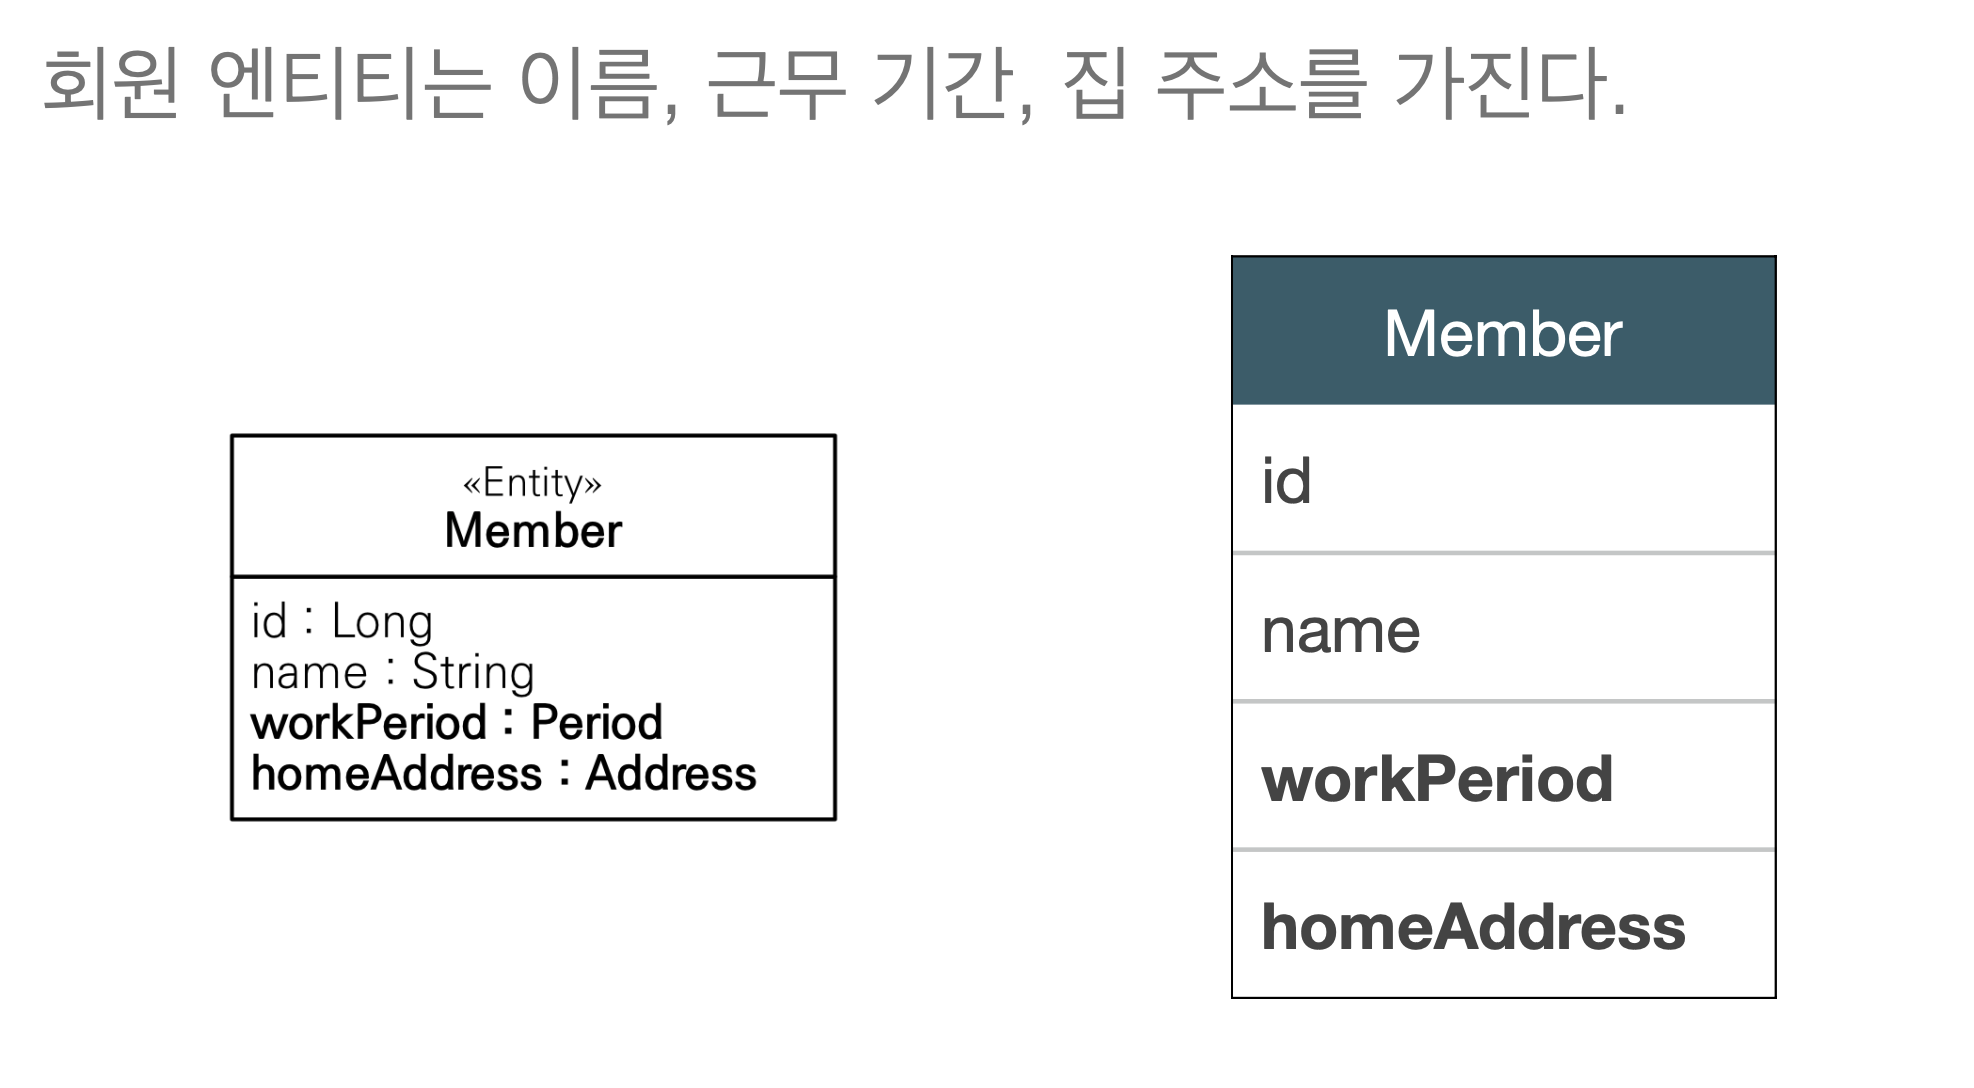 회원 엔티티는 이름, 근무 기간, 집 주소를 가진다.
«Entity»
Member
id : Long
name : String
workPeriod : Period
homeAddress : Address
Member
id
name
workPeriod
homeAddress